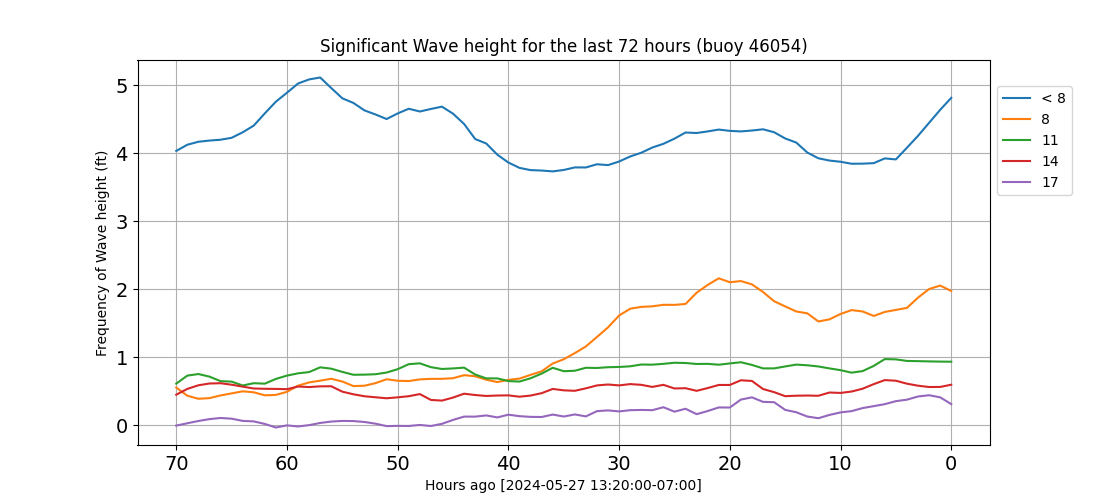 Significant Wave height for the last 72 hours (buoy 46054)
Frequency of Wave height (ft)
5
4
3
2
1
0
70 60 50 40 30 20 10 0
Hours ago [2024-05-27 13:20:00-07:00]
< 8
8
11
14
17